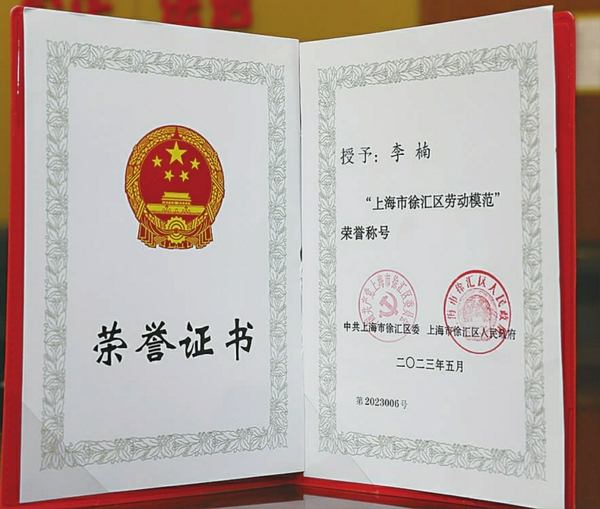 荣誉证书
授予：李楠
“上海市徐汇区劳动模范”
荣誉称号
中共上海市徐汇区委 上海市徐汇区人民政府
二〇二三年五月
第2023006号